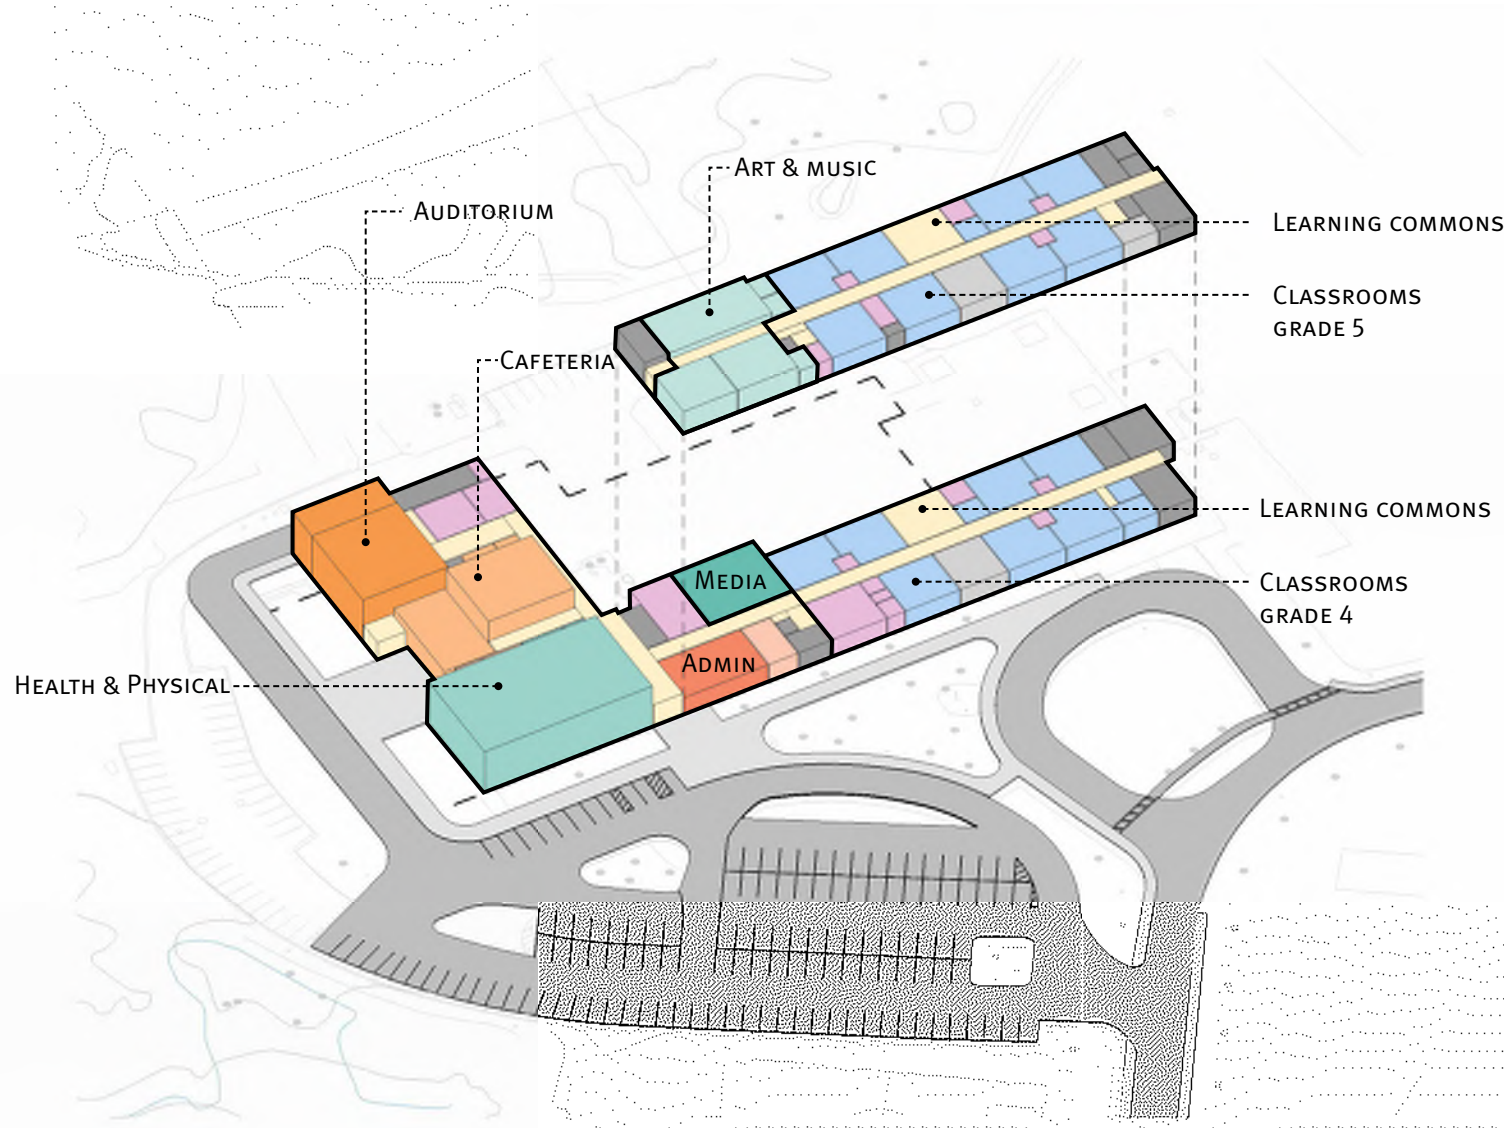 ART & MUSIC
AUDITORIUM
LEARNING COMMONS
CLASSROOMS
GRADE 5
CAFETERIA
LEARNING COMMONS
MEDIA
CLASSROOMS
GRADE 4
ADMIN
HEALTH & PHYSICAL